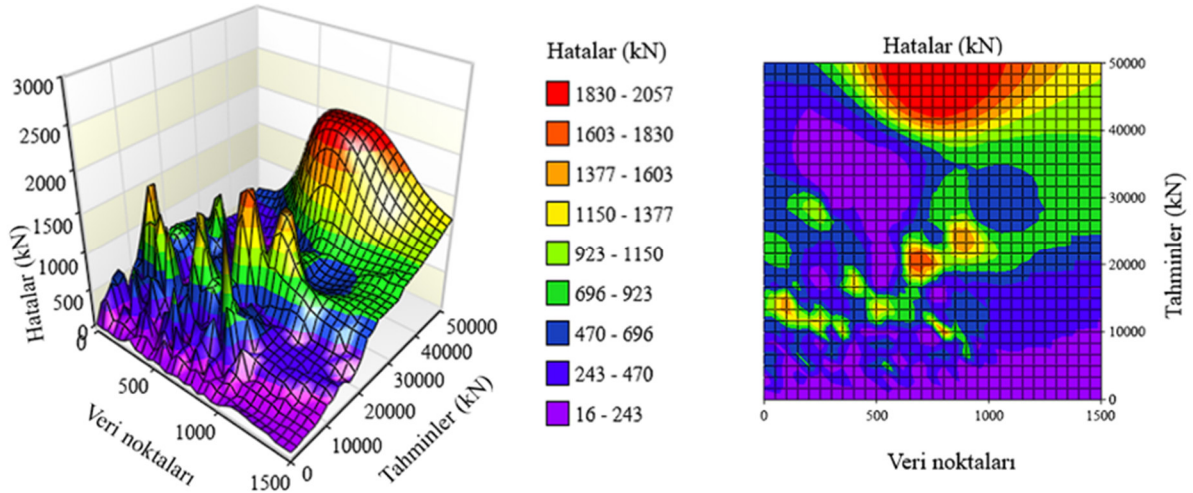 3000
2500
2000
1500
1000
500
0
Hatalar (kN)
0
500
1000
1500
Veri noktaları
0
10000
20000
30000
40000
50000
Tahminler (kN)
Hatalar (kN)
1830 - 2057
1603 - 1830
1377 - 1603
1150 - 1377
923 - 1150
696 - 923
470 - 696
243 - 470
16 - 243
Hatalar (kN)
50000
40000
30000
20000
10000
0
Tahminler (kN)
0
500
1000
1500
Veri noktaları